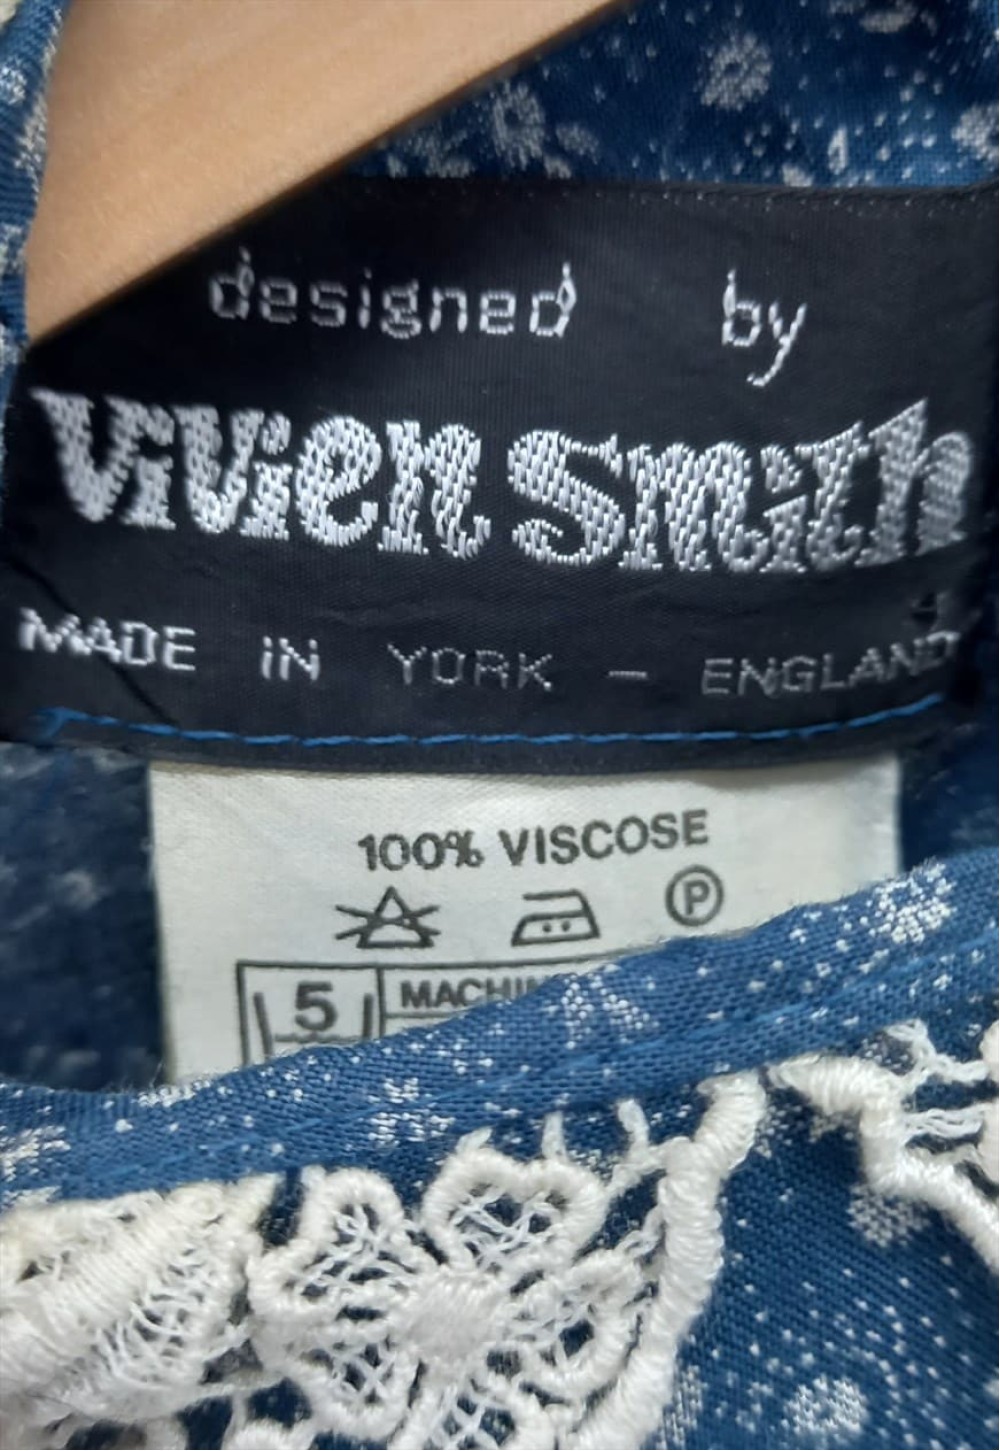 designed by
Vivien Smith
MADE IN YORK – ENGLAND
100% VISCOSE
P
5